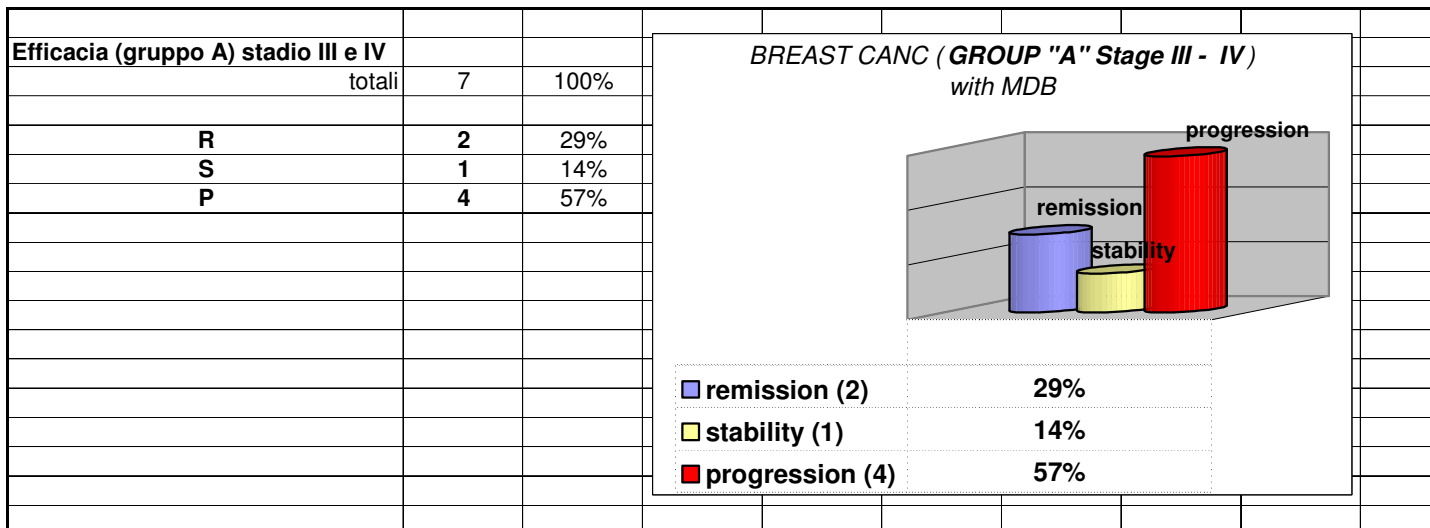 Efficacia (gruppo A) stadio III e IV
totali 7 100%
R 2 29%
S 1 14%
P 4 57%
BREAST CANC ( GROUP "A" Stage III - IV )
with MDB
progression
remission
stability
remission (2) 29%
stability (1) 14%
progression (4) 57%